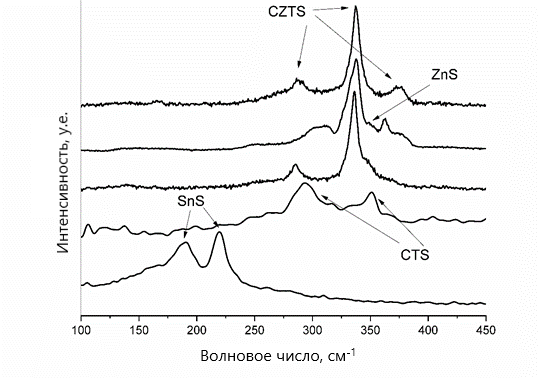 CZTS
ZnS
SnS
CTS
Интенсивность, у.е.
100 150 200 250 300 350 400 450
Волновое число, см-1